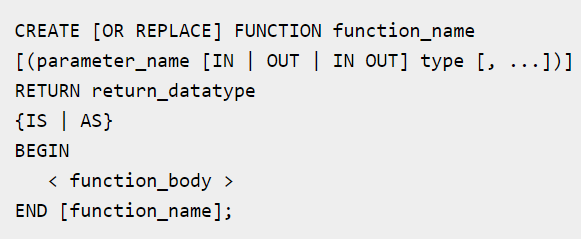 CREATE [OR REPLACE] FUNCTION function_name
[(parameter_name [IN | OUT | IN OUT] type [, ...])]
RETURN return_datatype
{IS | AS}
BEGIN
   < function_body >
END [function_name];